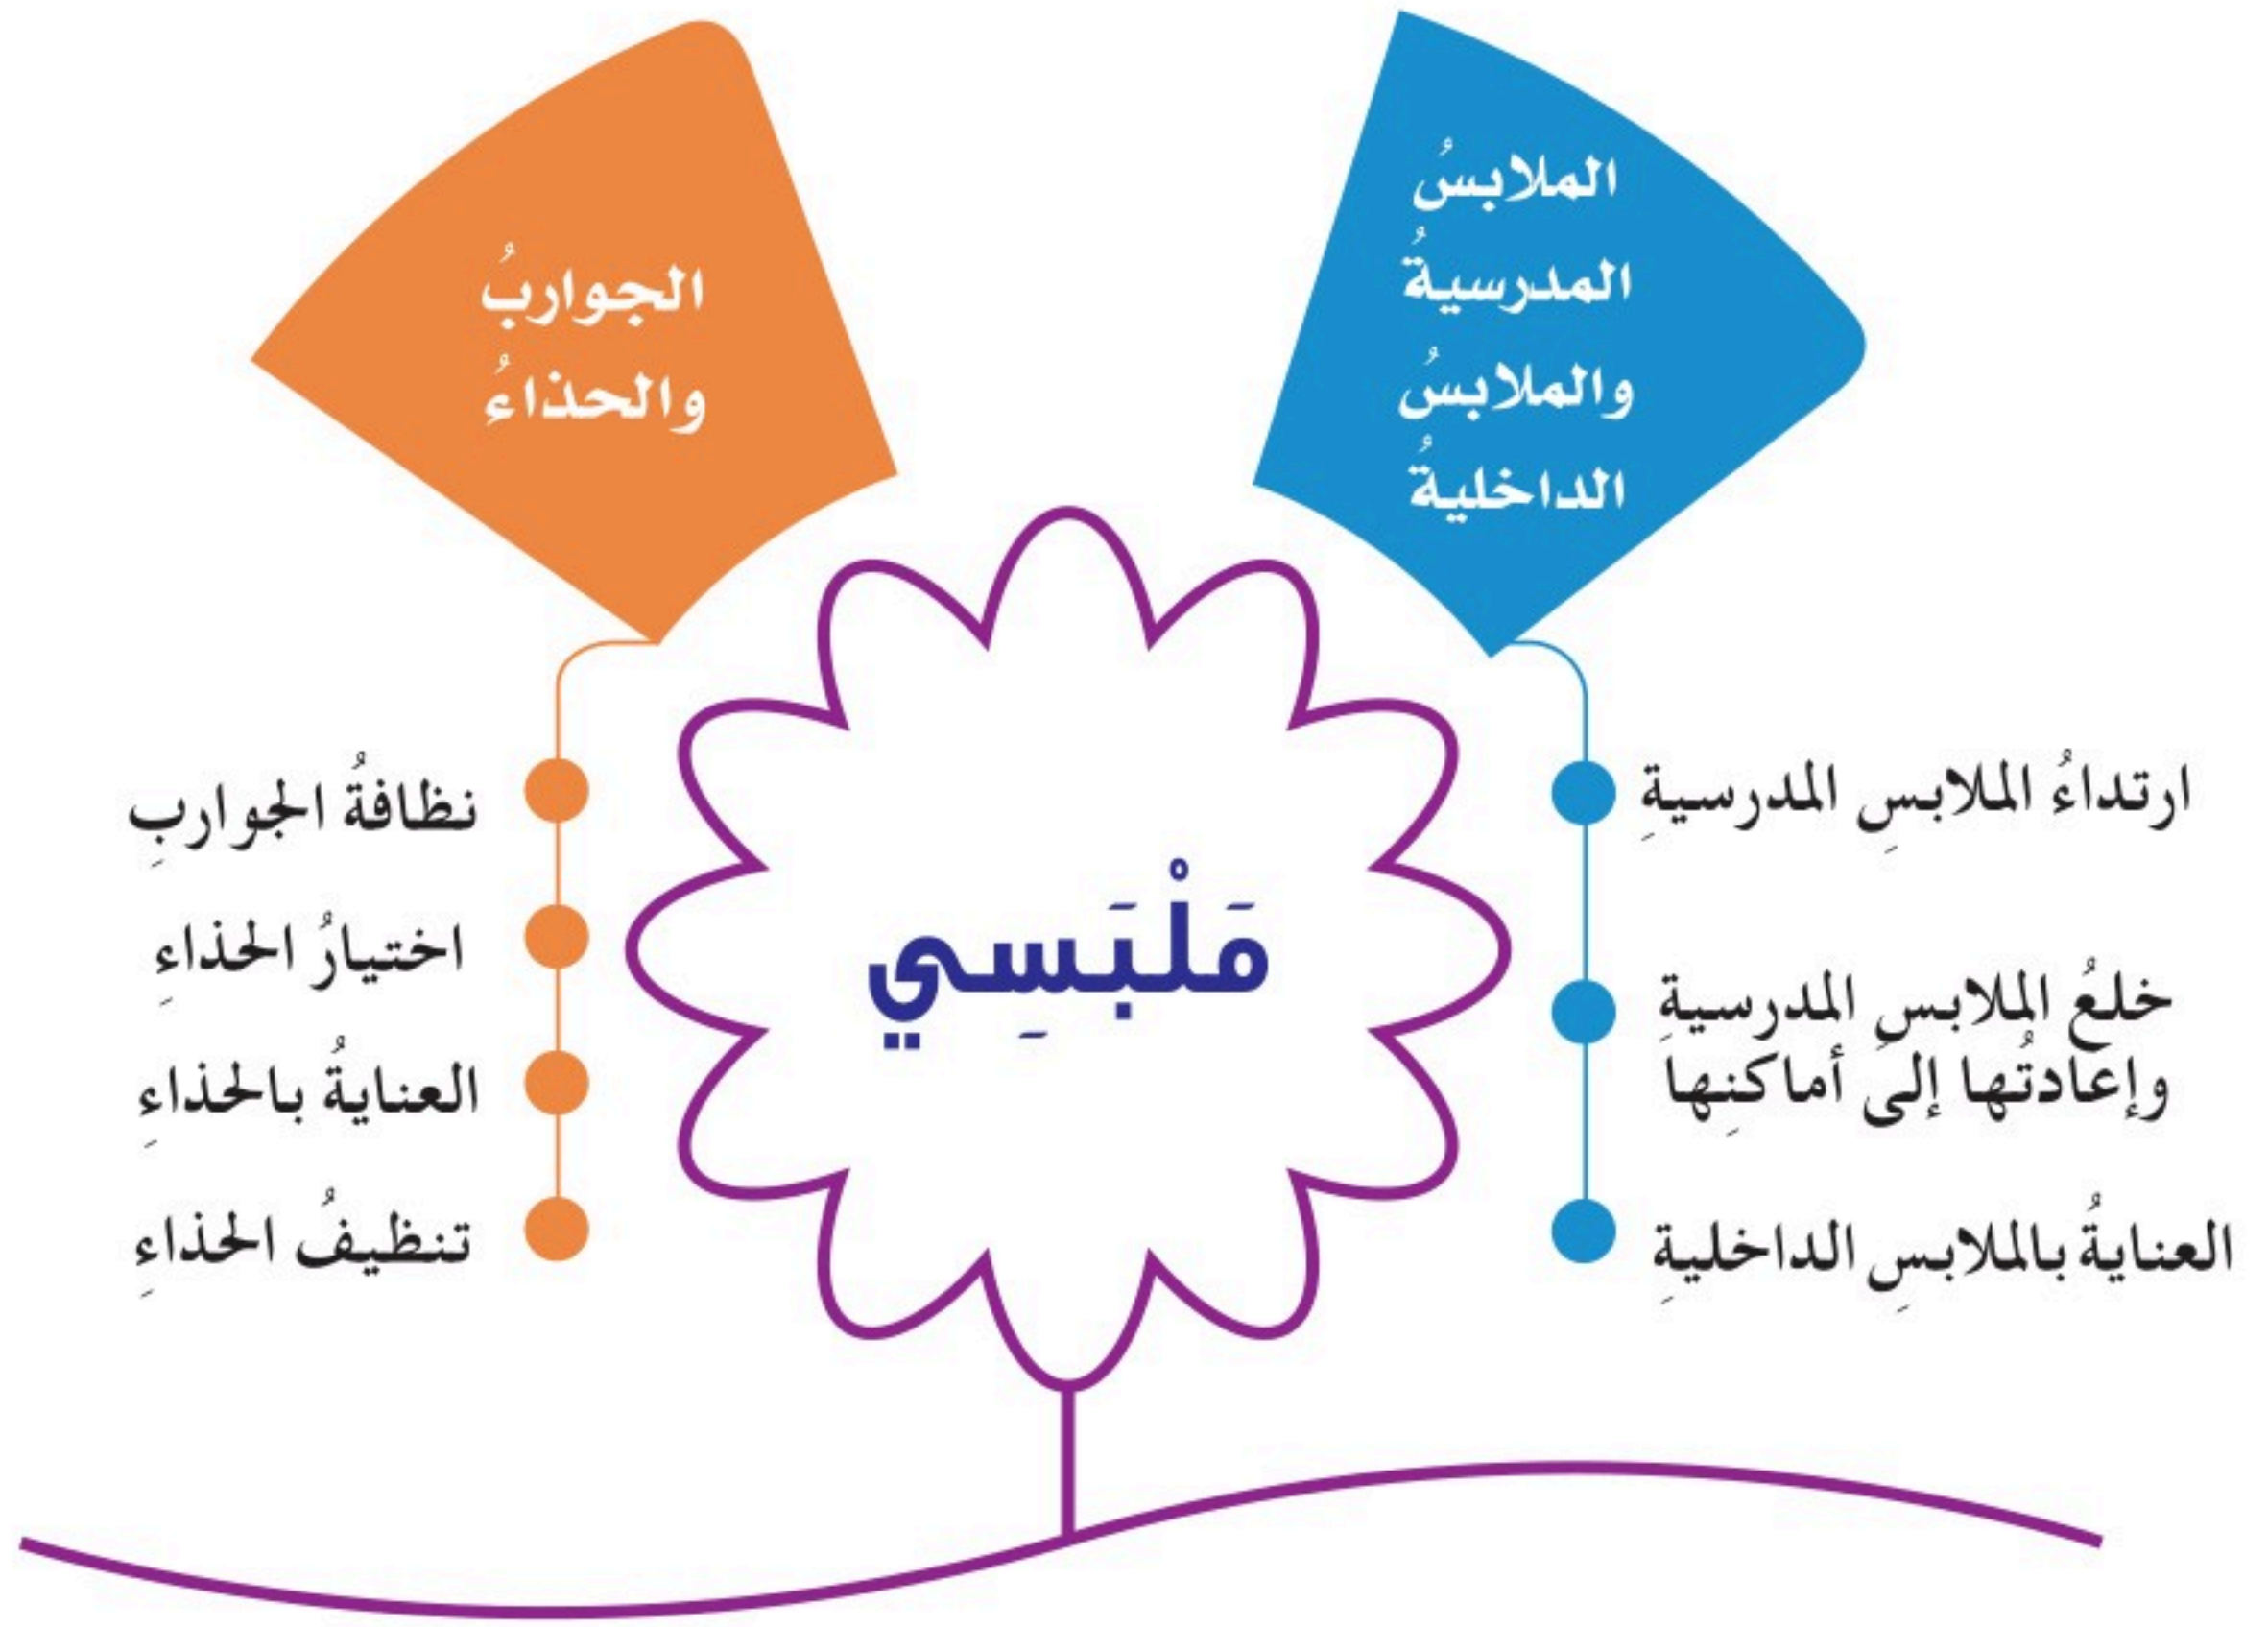 مَلْبَسِي
الملابسُ
المدرسيةُ
والملابسُ
الداخليةُ
ارتداءُ الملابسِ المدرسيةِ
خلعُ الملابسِ المدرسيةِ
وإعادتُها إلىَ أماكنِها
العنايةُ بالملابسِ الداخليةِ
الجواربُ
والحذاءُ
نظافةُ الجواربِ
اختيارُ الحذاءِ
العنايةُ بالحذاءِ
تنظيفُ الحذاءِ